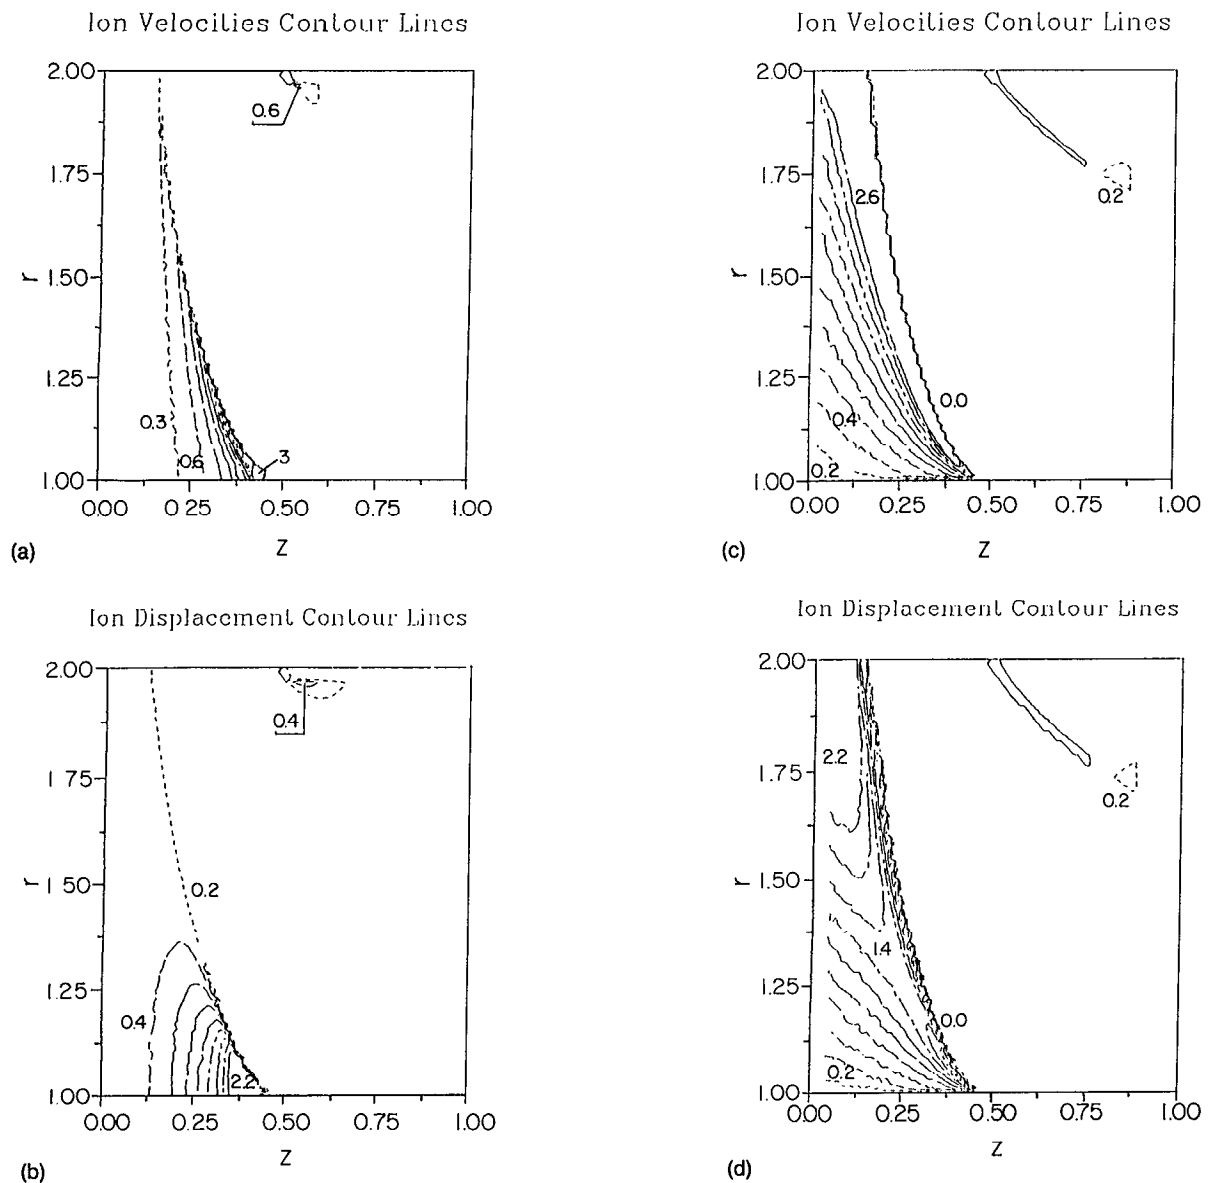 Ion Velocities Contour Lines
2.00
0.6
1.75
r 1.50
1.25
0.3
0.6
3
1.00
0.00 0.25 0.50 0.75 1.00
(a)
Z
Ion Velocities Contour Lines
2.00
1.75
2.6
0.2
r 1.50
1.25
0.0
0.4
0.2
1.00
0.00 0.25 0.50 0.75 1.00
(c)
Z
Ion Displacement Contour Lines
2.00
0.4
1 75
r 1 50
0.2
1.25
0.4
2.2
1.00
0.00 0.25 0.50 0.75 1.00
(b)
Z
Ion Displacement Contour Lines
2.00
2.2
1.75
0.2
r 1.50
1.4
1.25
0.0
0.2
1.00
0.00 0.25 0.50 0.75 1.00
(d)
Z